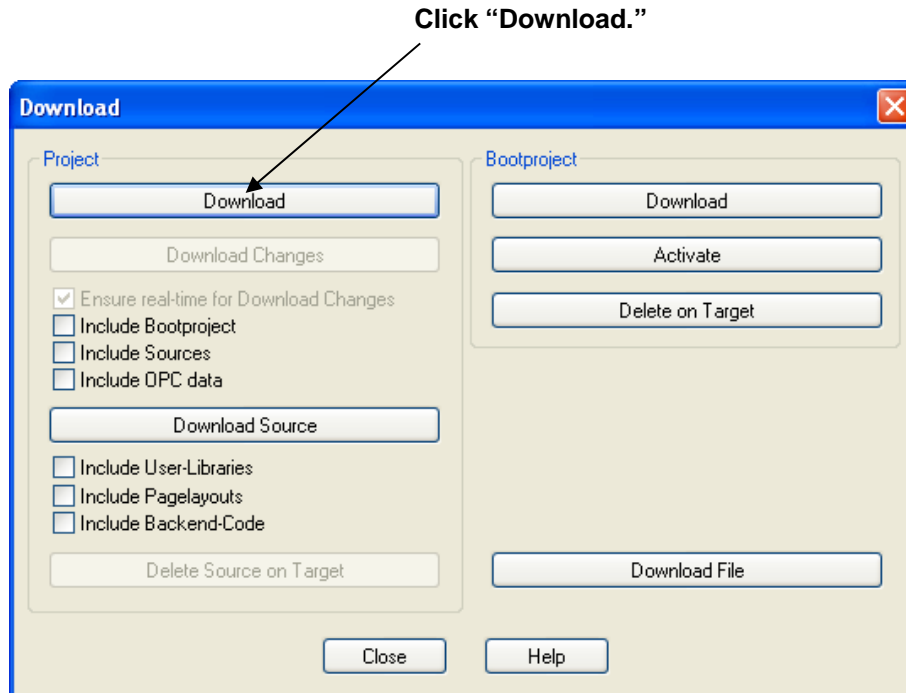 Click “Download.”
Download
Project
Download
Download Changes
Ensure real-time for Download Changes
Include Bootproject
Include Sources
Include OPC data
Download Source
Include User-Libraries
Include Pagelayouts
Include Backend-Code
Delete Source on Target
Bootproject
Download
Activate
Delete on Target
Download File
Close
Help